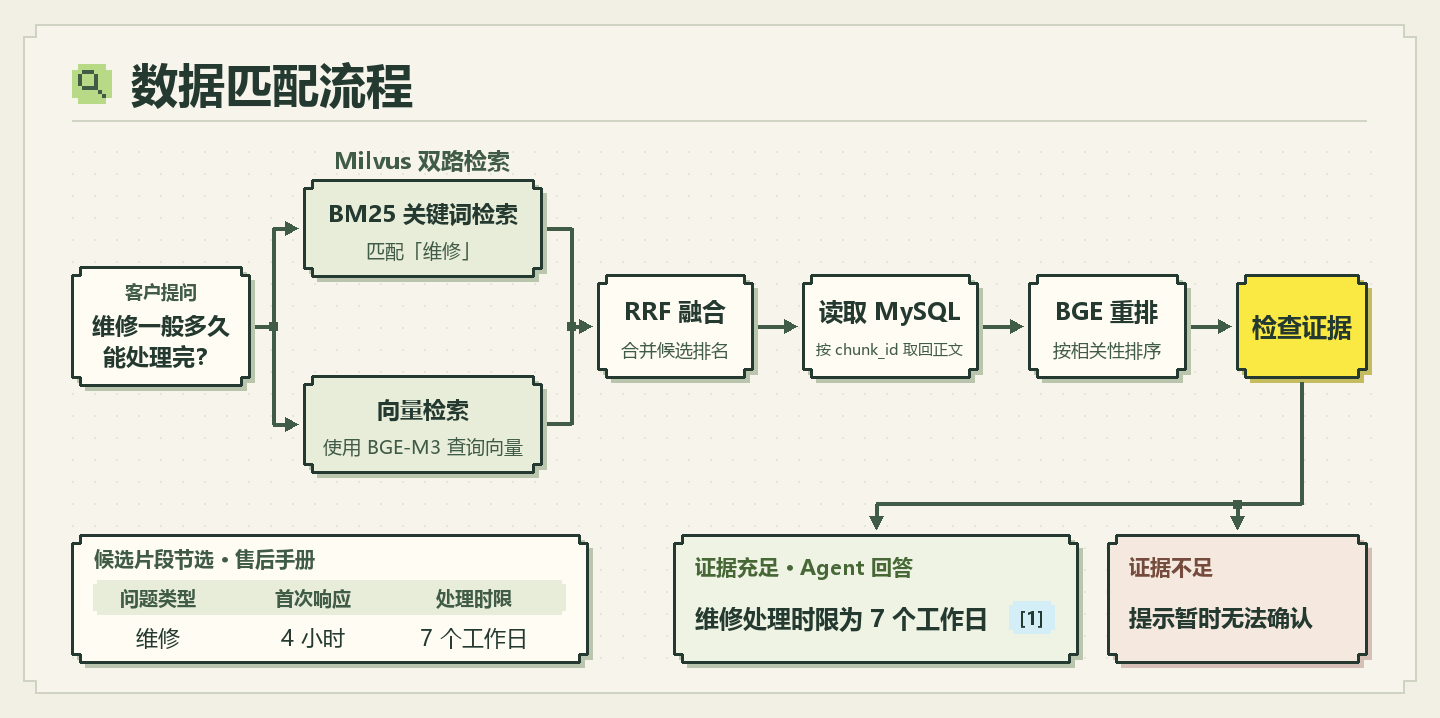 数据匹配流程
Milvus 双路检索
BM25 关键词检索
匹配「维修」
客户提问
维修一般多久
能处理完?
向量检索
使用 BGE-M3 查询向量
RRF 融合
合并候选排名
读取 MySQL
按 chunk_id 取回正文
BGE 重排
按相关性排序
检查证据
候选片段节选 • 售后手册
问题类型 首次响应 处理时限
维修 4 小时 7 个工作日
证据充足 • Agent 回答
维修处理时限为 7 个工作日 [1]
证据不足
提示暂时无法确认